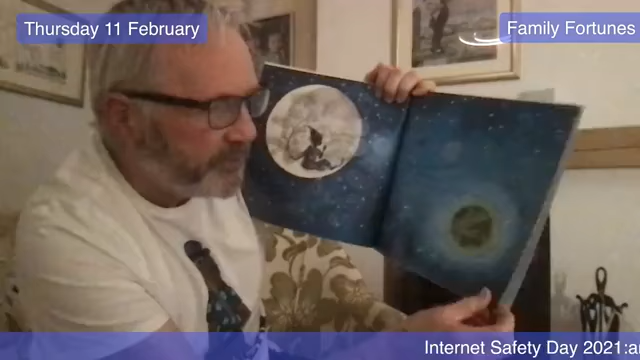 Thursday 11 February
Family Fortunes
Internet Safety Day 2021:a